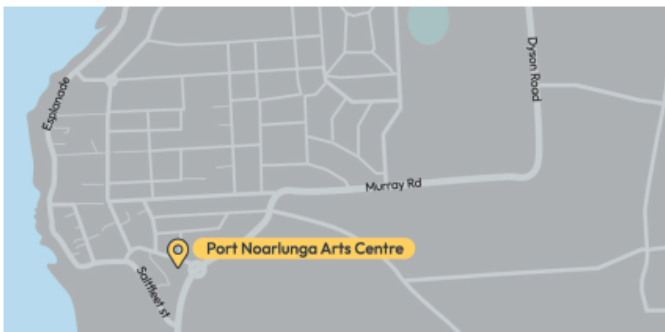 Esplanade
Dyson Road
Murray Rd
Port Noarlunga Arts Centre
Saltfleet st